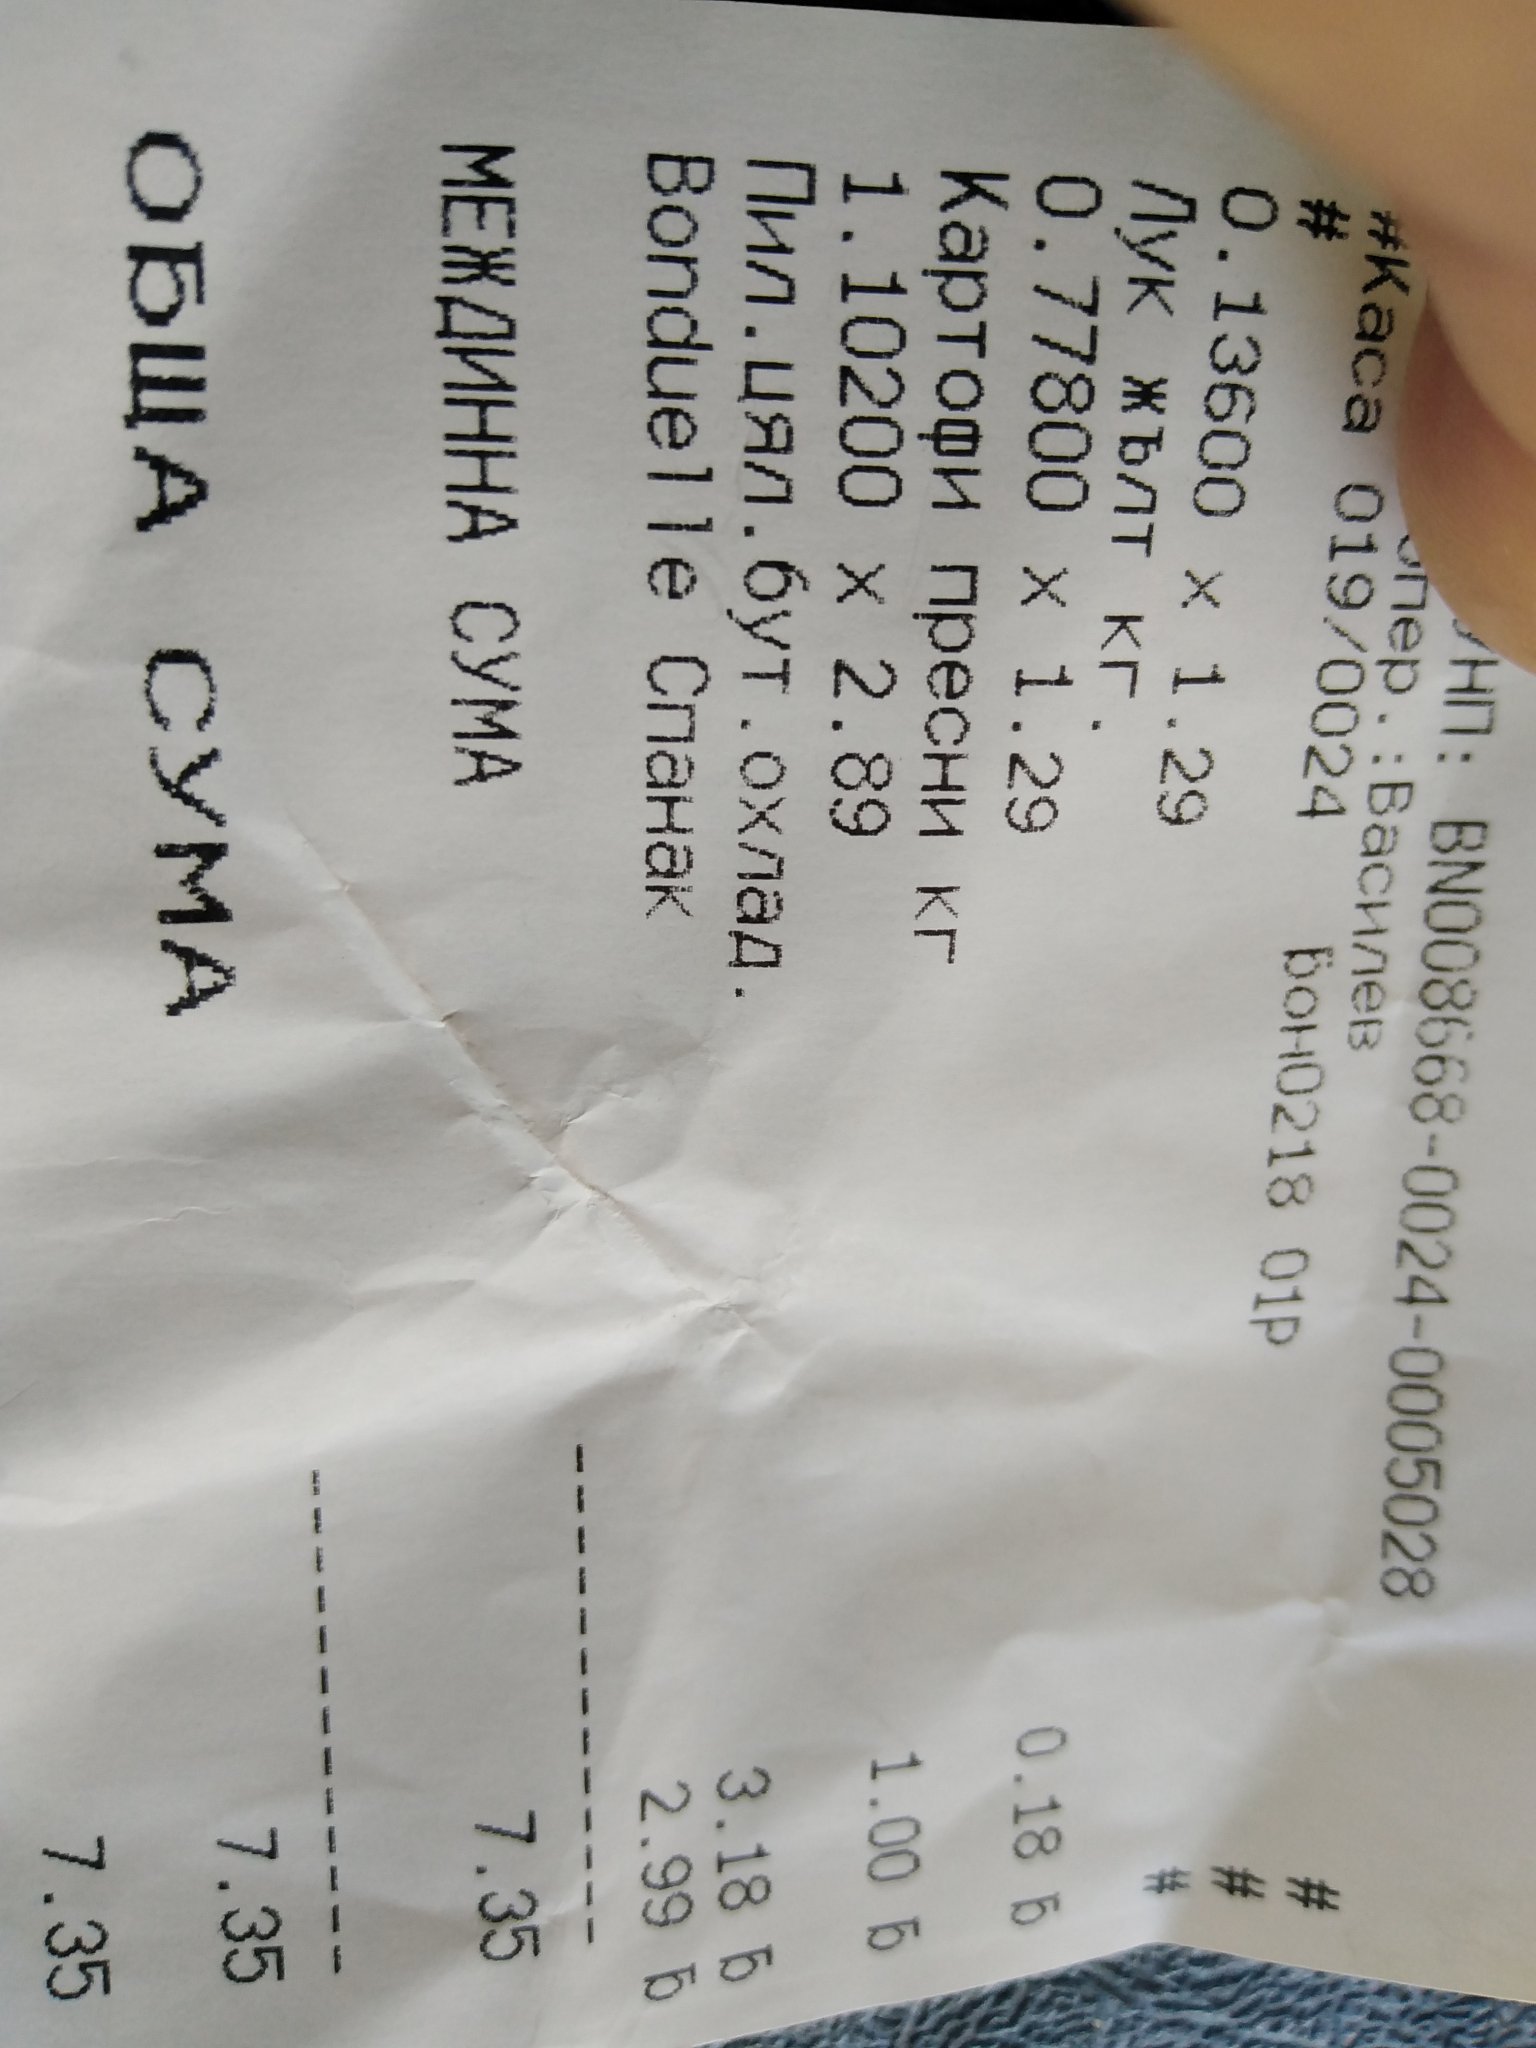 УНП: BN008668-0024-0005028
Опер.:Василев
#Каса 019/0024 Бон0218 01р #
# #
0.13600 x 1.29 #
Лук жълт кг. 0.18 Б
0.77800 x 1.29
Картофи пресни кг 1.00 Б
1.10200 x 2.89
Пил.цял.бут.охлад. 3.18 Б
Bonduelle Спанак 2.99 Б
---------------------
МЕЖДИННА СУМА 7.35
---------------------
ОБЩА СУМА 7.35
7.35